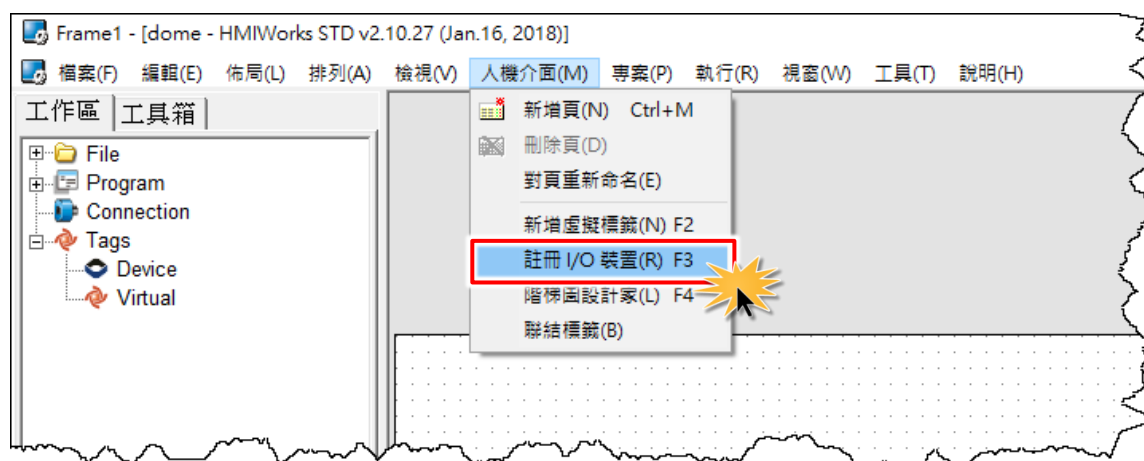 Frame1 - [dome - HMIWorks STD v2.10.27 (Jan.16, 2018)]
檔案(F) 編輯(E) 佈局(L) 排列(A) 檢視(V) 人機介面(M) 專案(P) 執行(R) 視窗(W) 工具(T) 說明(H)
工作區 工具箱
File
Program
Connection
Tags
Device
Virtual
新增頁(N) Ctrl+M
刪除頁(D)
對頁重新命名(E)
新增虛擬標籤(N) F2
註冊 I/O 裝置(R) F3
階梯圖設計家(L) F4
聯結標籤(B)